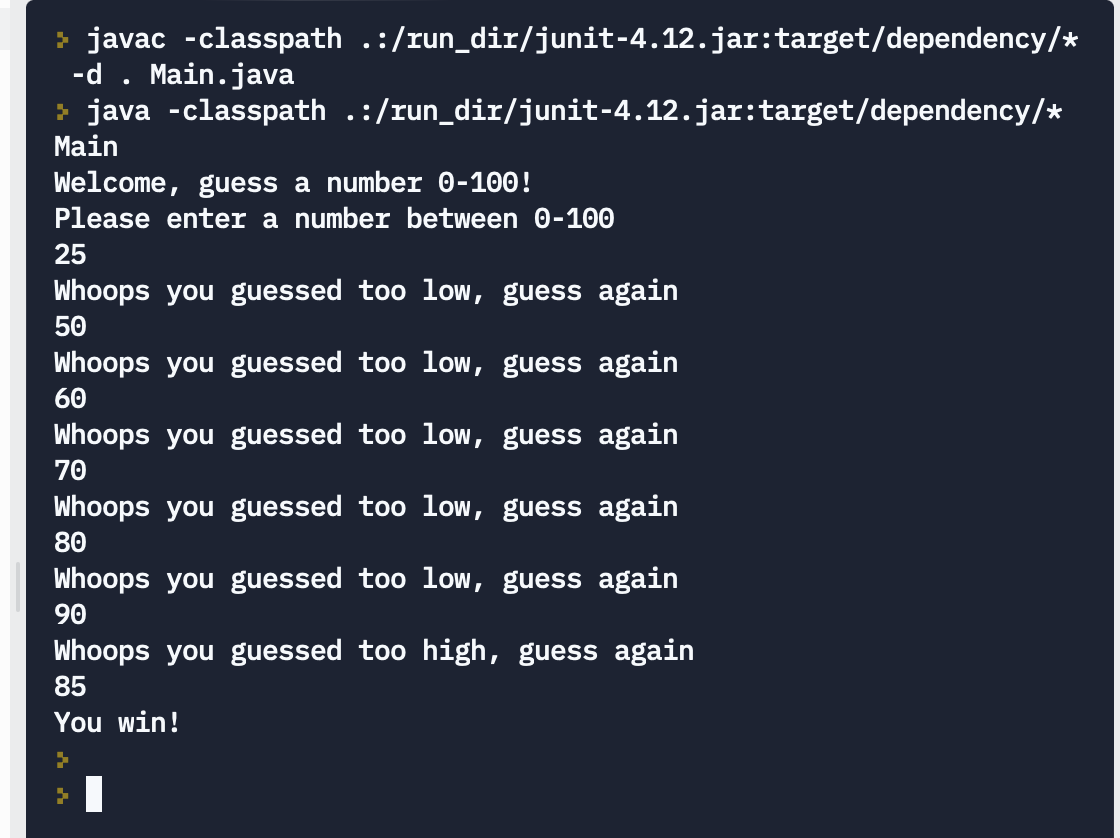 > javac -classpath .:/run_dir/junit-4.12.jar:target/dependency/*
 -d . Main.java
> java -classpath .:/run_dir/junit-4.12.jar:target/dependency/*
Main
Welcome, guess a number 0-100!
Please enter a number between 0-100
25
Whoops you guessed too low, guess again
50
Whoops you guessed too low, guess again
60
Whoops you guessed too low, guess again
70
Whoops you guessed too low, guess again
80
Whoops you guessed too low, guess again
90
Whoops you guessed too high, guess again
85
You win!
>
>